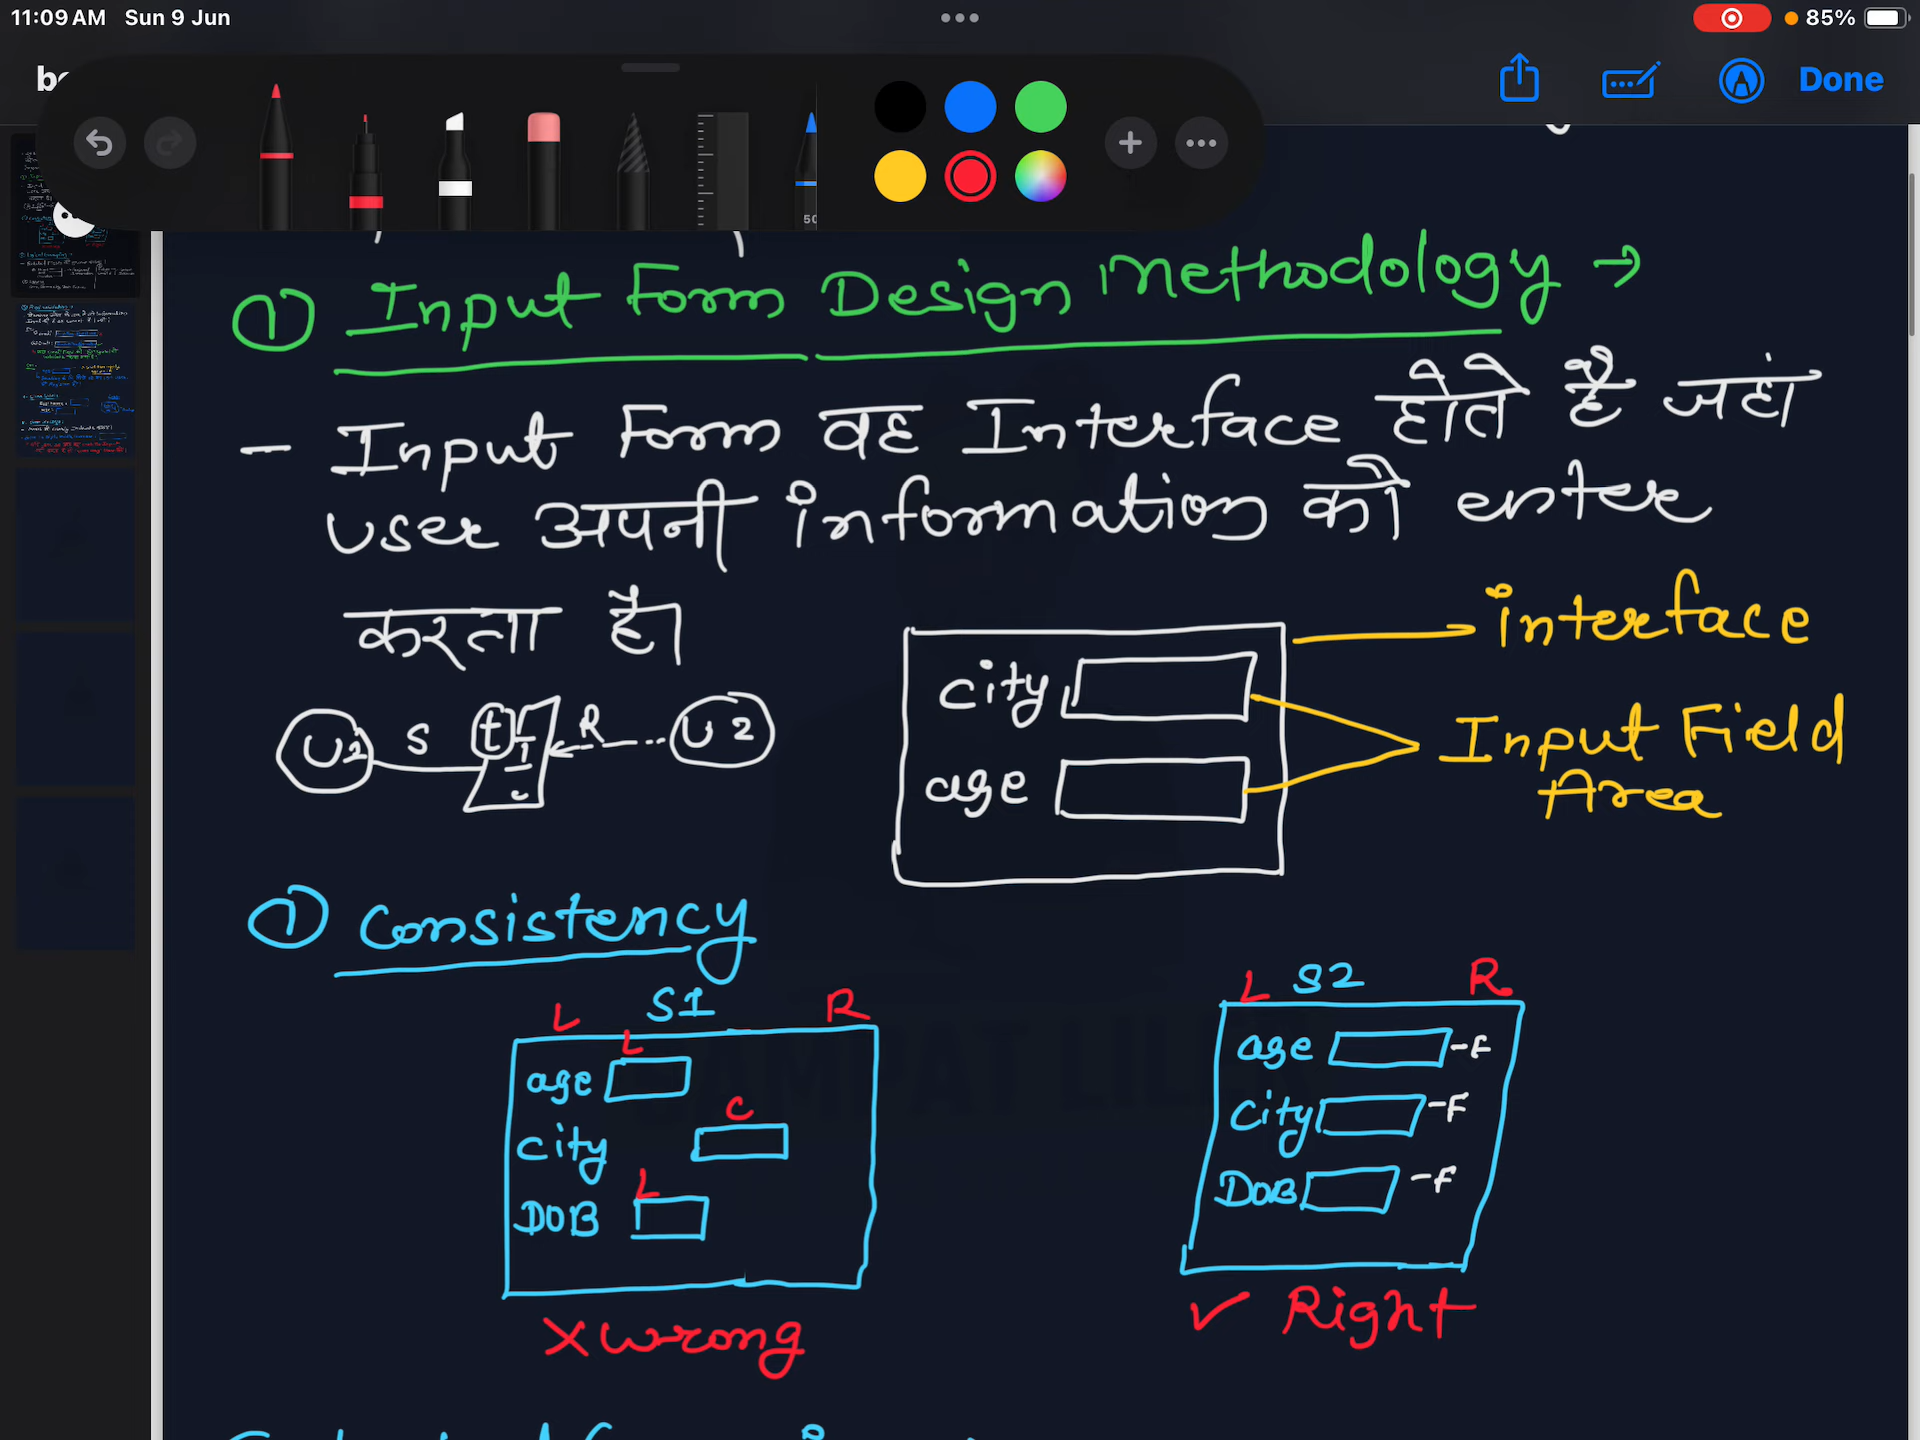 11:09 AM Sun 9 Jun
85%
Done
50
① Input Form Design Methodology →
- Input Form वह Interface होते है जहां
user अपनी information को enter
करता है।
interface
city
Input Field
Area
age
U1 S t R U2
① Consistency
L S1 R
L
age
C
city
L
DOB
X wrong
L S2 R
age -F
City -F
DOB -F
✓ Right